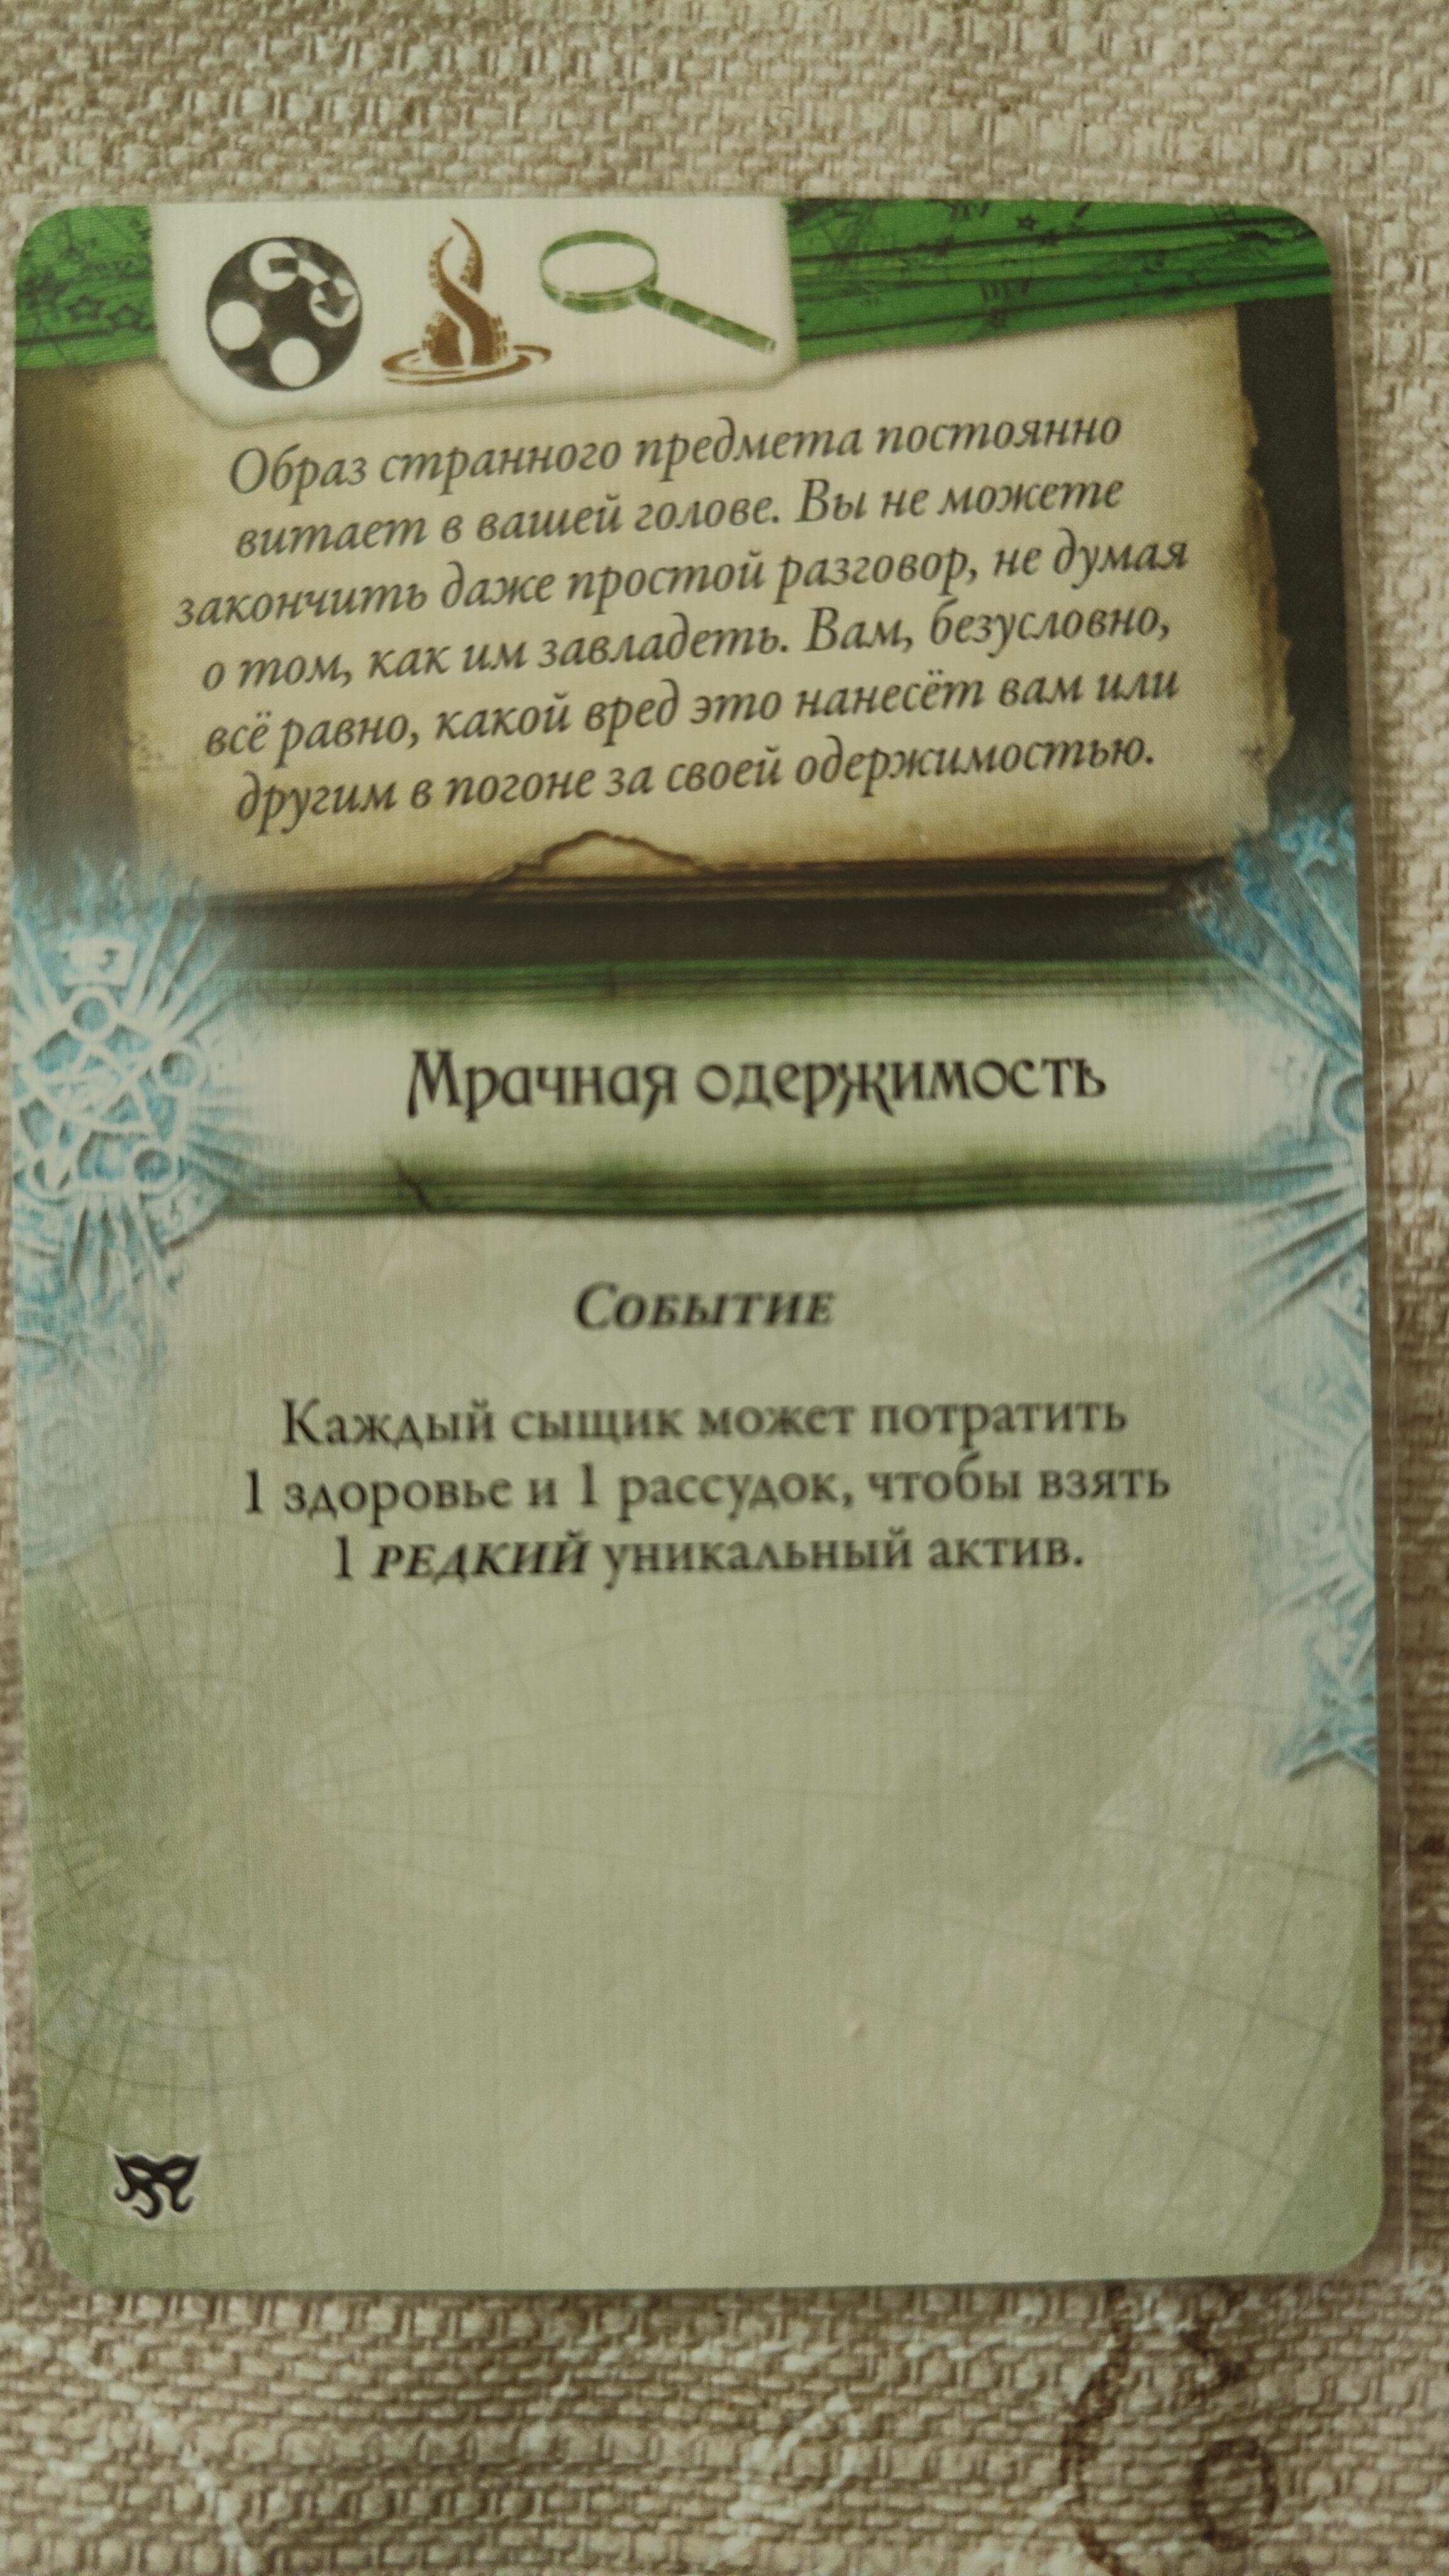 Образ странного предмета постоянно
витает в вашей голове. Вы не можете
закончить даже простой разговор, не думая
о том, как им завладеть. Вам, безусловно,
всё равно, какой вред это нанесёт вам или
другим в погоне за своей одержимостью.
Мрачная одержимость
Событие
Каждый сыщик может потратить
1 здоровье и 1 рассудок, чтобы взять
1 РЕДКИЙ уникальный актив.